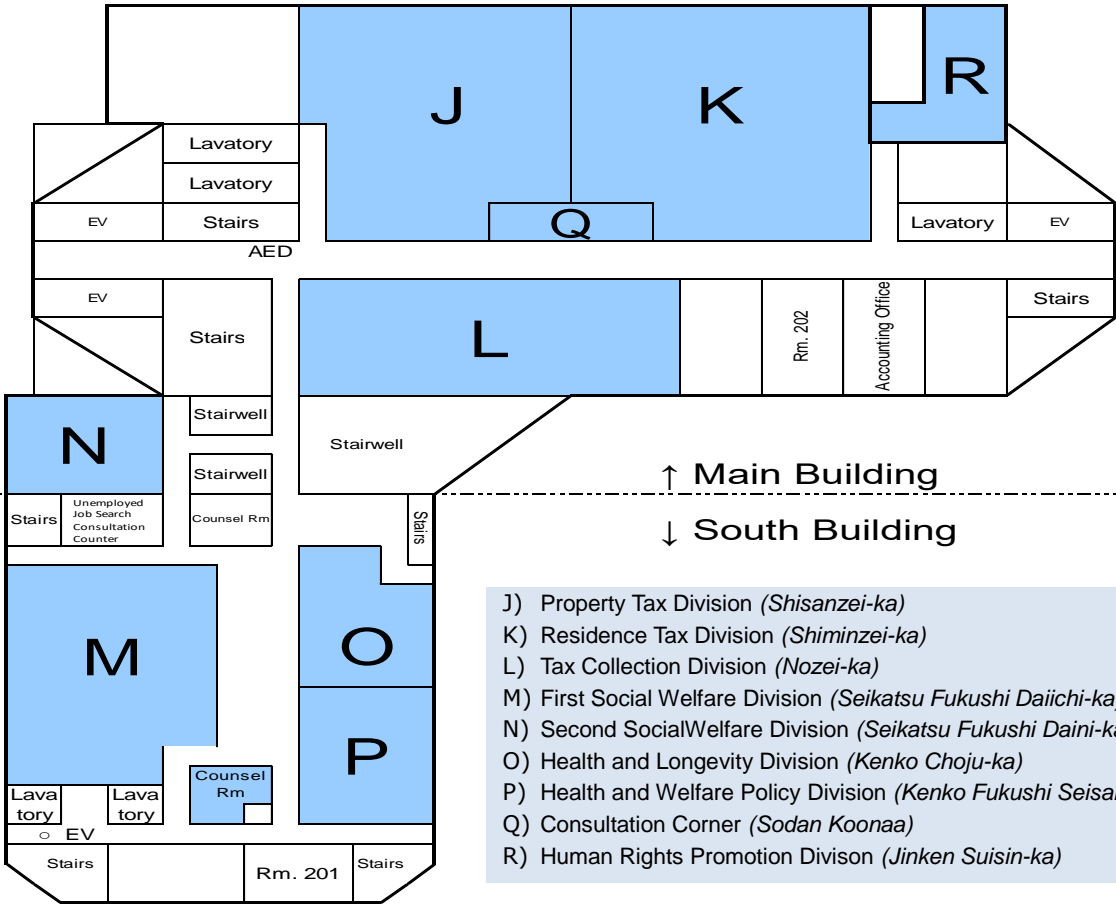 J
K
R
Lavatory
Lavatory
EV
Stairs
Q
Lavatory
EV
AED
EV
Stairs
L
Rm. 202
Accounting Office
Stairs
N
Stairwell
Stairwell
Stairwell
↑ Main Building
Stairs
Unemployed
Job Search
Consultation
Counter
Counsel Rm
Stairs
↓ South Building
M
O
P
Counsel
Rm
Lava
tory
Lava
tory
○ EV
Stairs
Rm. 201
Stairs
J) Property Tax Division (Shisanzei-ka)
K) Residence Tax Division (Shiminzei-ka)
L) Tax Collection Division (Nozei-ka)
M) First Social Welfare Division (Seikatsu Fukushi Daiichi-ka)
N) Second SocialWelfare Division (Seikatsu Fukushi Daini-ka
O) Health and Longevity Division (Kenko Choju-ka)
P) Health and Welfare Policy Division (Kenko Fukushi
Q) Consultation Corner (Sodan Koonaa)
R) Human Rights Promotion Divison (Jinken Suisin-ka)